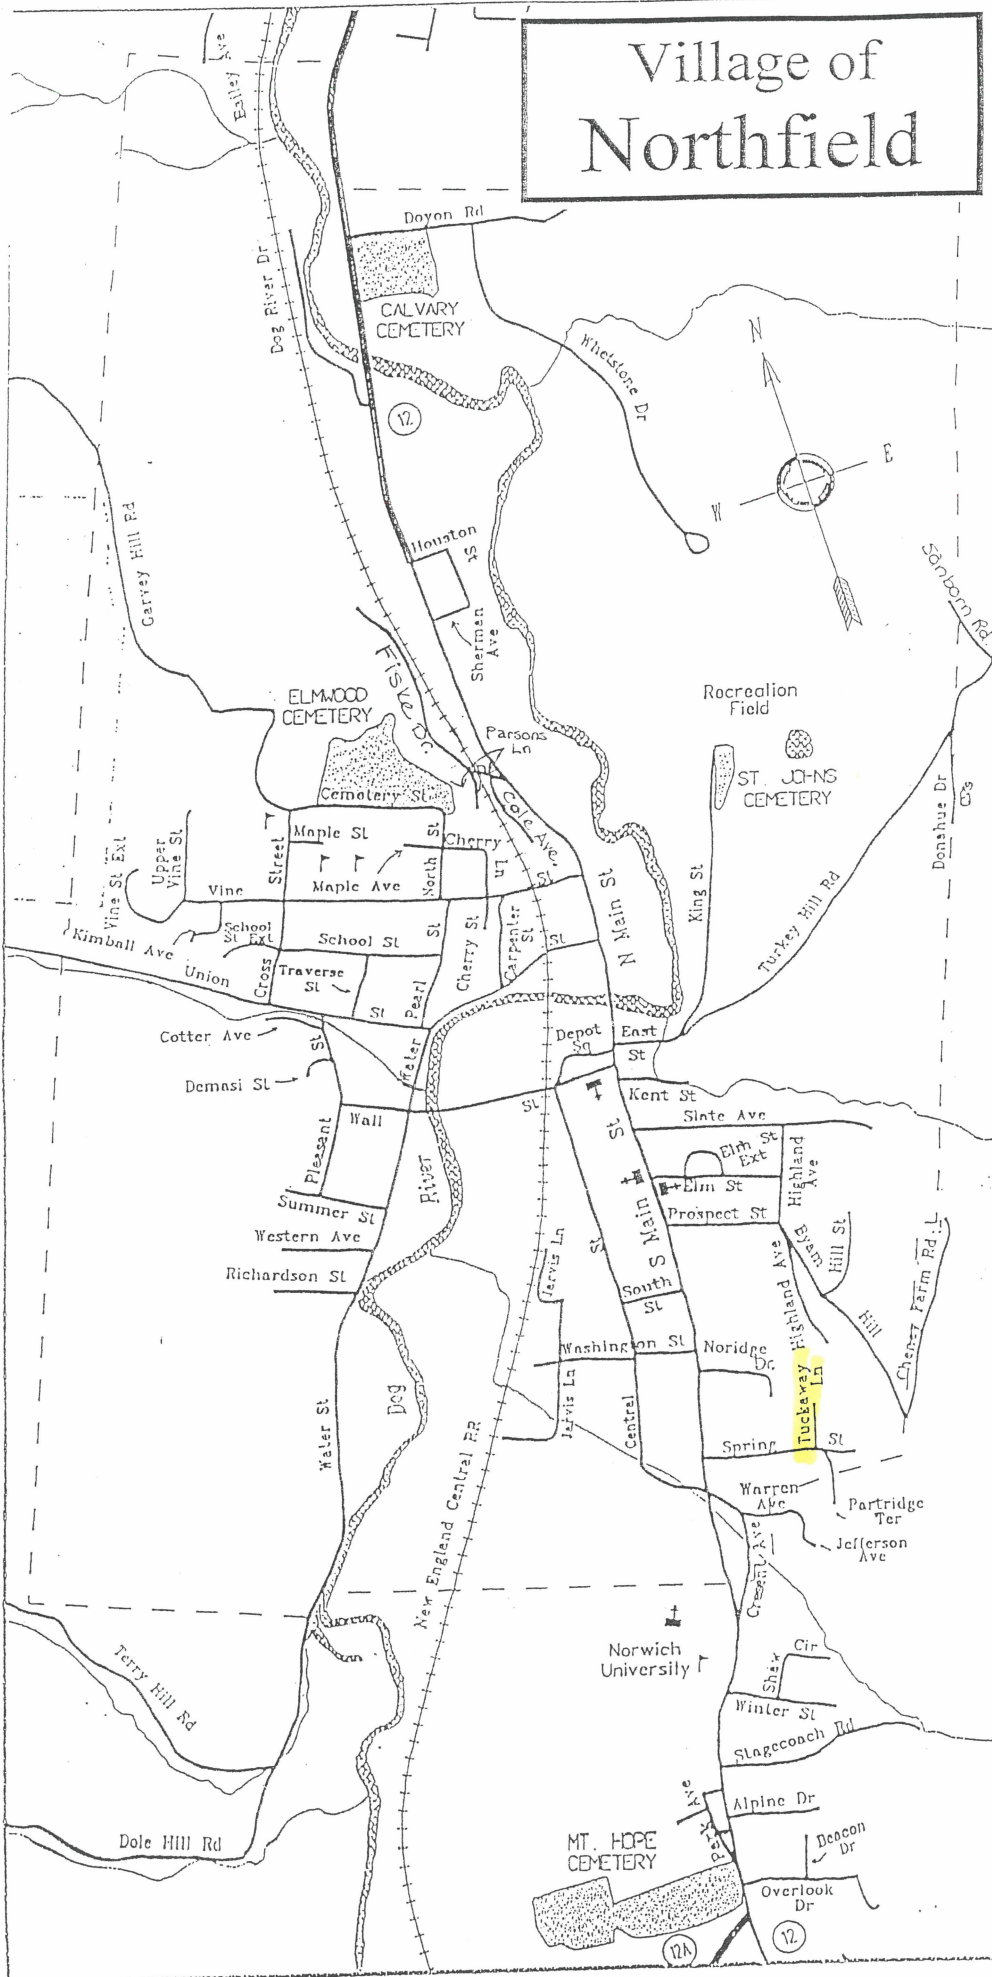 Village of
Northfield
Bailey Ave
Doyon Rd
Dog River Dr
CALVARY
CEMETERY
Whetstone Dr
N
E
W
12
Garvey Hill Rd
Houston
St
Sherman
Ave
Sanborn Rd.
Fiske Dr.
ELMWOOD
CEMETERY
Recreation
Field
Parsons
Ln
ST. JOHNS
CEMETERY
Cemetery St
Cole Ave.
Donahue Dr
Maple St
Cherry
Ln
Vine St Ext
Upper
Vine St
Street
Maple Ave
North St
St
Vine
King St
Turkey Hill Rd
Kimball Ave
School
St Ext
School St
St
Cherry St
Carpenter
St
St
N Main St
Union
Cross
Traverse
St
St
Pearl
Cotter Ave
St
Water
Depot
Sq
East
St
Demasi St
Kent St
St
Wall
Slate Ave
St
Pleasant
Elm St
Ext
Highland
Ave
Elm St
River
Summer St
Prospect St
S Main
Byam
Hill St
Western Ave
St
Richardson St
Jarvis Ln
South
St
Highland Ave
Hill
Cheney Farm Rd.
Washington St
Noridge
Dr.
Tuckaway
Ln
Dog
Jarvis Ln
Central
Water St
Spring
St
New England Central RR
Warren
Ave
Partridge
Ter
Jefferson
Ave
Cresent Ave
Norwich
University
Shaw
Cir
Terry Hill Rd
Winter St
Stagecoach Rd
Park Ave
Alpine Dr
Dole Hill Rd
MT. HOPE
CEMETERY
Deacon
Dr
Overlook
Dr
12A
12